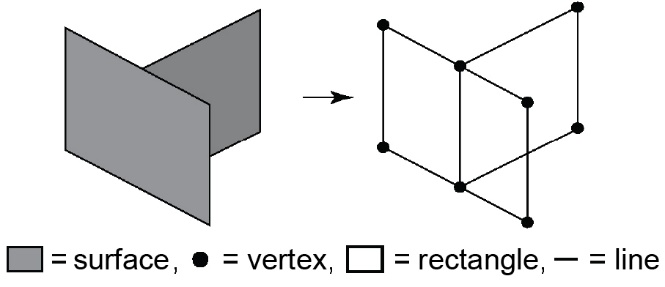 = surface, = vertex, = rectangle, = line